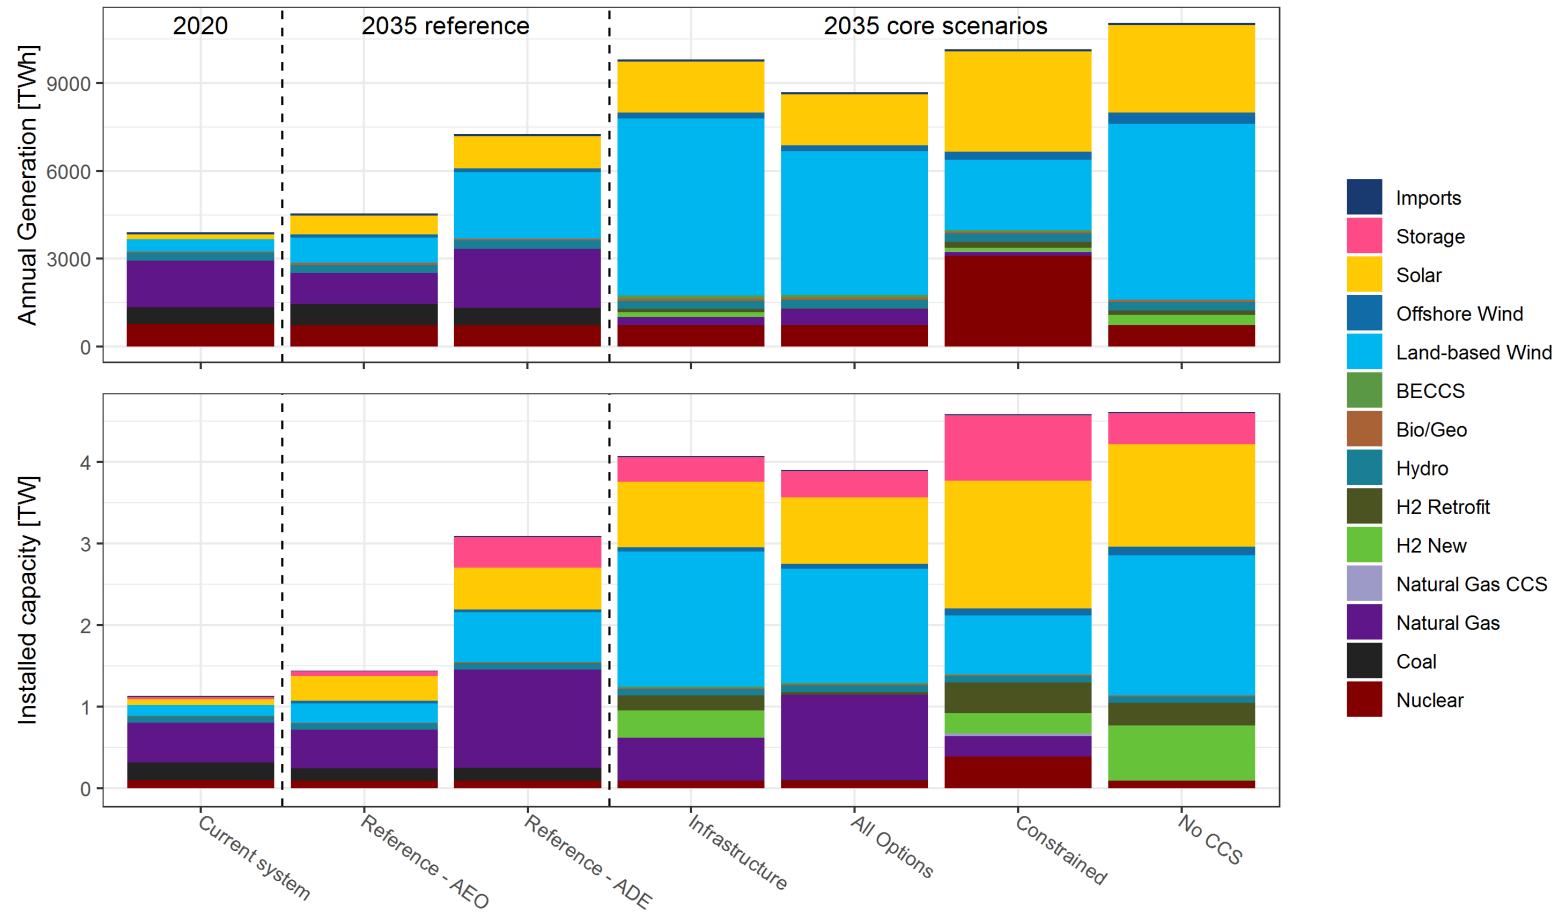 2020
2035 reference
2035 core scenarios
Annual Generation [TWh]
9000
6000
3000
0
Installed capacity [TW]
4
3
2
1
0
Current system
Reference - AEO
Reference - ADE
Infrastructure
All Options
Constrained
No CCS
Imports
Storage
Solar
Offshore Wind
Land-based Wind
BECCS
Bio/Geo
Hydro
H2 Retrofit
H2 New
Natural Gas CCS
Natural Gas
Coal
Nuclear